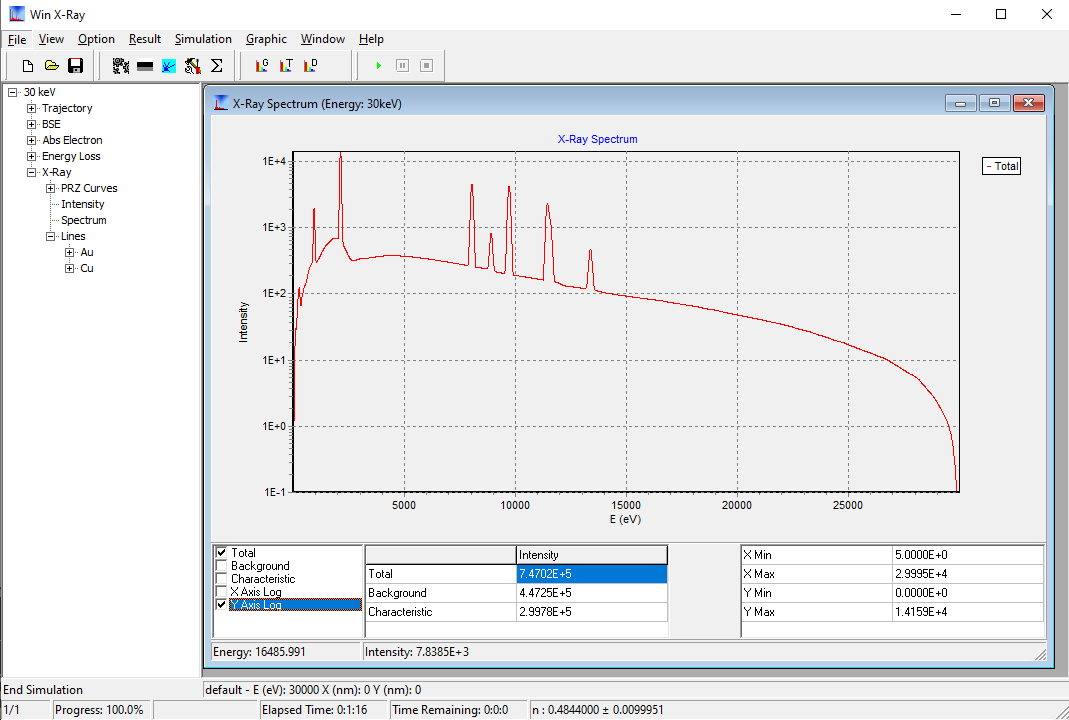 Win X-Ray
File View Option Result Simulation Graphic Window Help
G T D
30 keV
Trajectory
BSE
Abs Electron
Energy Loss
X-Ray
PRZ Curves
Intensity
Spectrum
Lines
Au
Cu
X-Ray Spectrum (Energy: 30keV)
X-Ray Spectrum
Total
1E+4
1E+3
1E+2
1E+1
1E+0
1E-1
Intensity
5000 10000 15000 20000 25000
E (eV)
Total
Background
Characteristic
X Axis Log
Y Axis Log
Intensity
Total 7.4702E+5
Background 4.4725E+5
Characteristic 2.9978E+5
X Min 5.0000E+0
X Max 2.9995E+4
Y Min 0.0000E+0
Y Max 1.4159E+4
Energy: 16485.991 Intensity: 7.8385E+3
End Simulation default - E (eV): 30000 X (nm): 0 Y (nm): 0
1/1 Progress: 100.0% Elapsed Time: 0:1:16 Time Remaining: 0:0:0 n : 0.4844000 ± 0.0099951